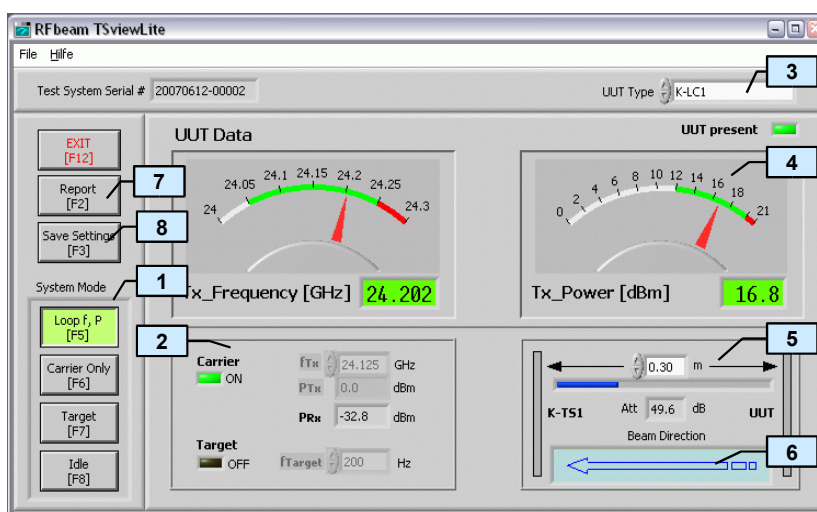 RFbeam TSviewLite
File Hilfe
3
Test System Serial # 20070612-00002
UUT Type K-LC1
EXIT
[F12]
Report
[F2]
7
Save Settings
[F3]
8
System Mode
1
Loop f, P
[F5]
Carrier Only
[F6]
Target
[F7]
Idle
[F8]
UUT Data
24 24.05 24.1 24.15 24.2 24.25 24.3
Tx_Frequency [GHz] 24.202
UUT present
4
0 2 4 6 8 10 12 14 16 18 21
Tx_Power [dBm] 16.8
2
Carrier
ON
fTx 24.125 GHz
PTx 0.0 dBm
PRx -32.8 dBm
Target
OFF
fTarget 200 Hz
5
0.30 m
K-TS1 Att 49.6 dB UUT
Beam Direction
6